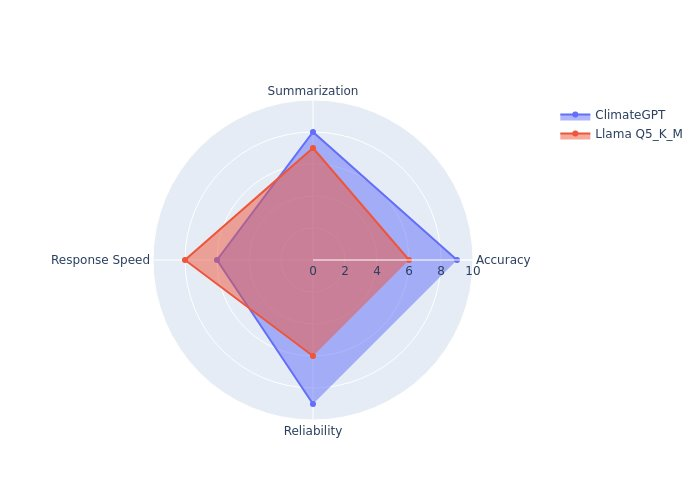 Summarization
ClimateGPT
Llama Q5_K_M
Response Speed
Accuracy
0 2 4 6 8 10
Reliability